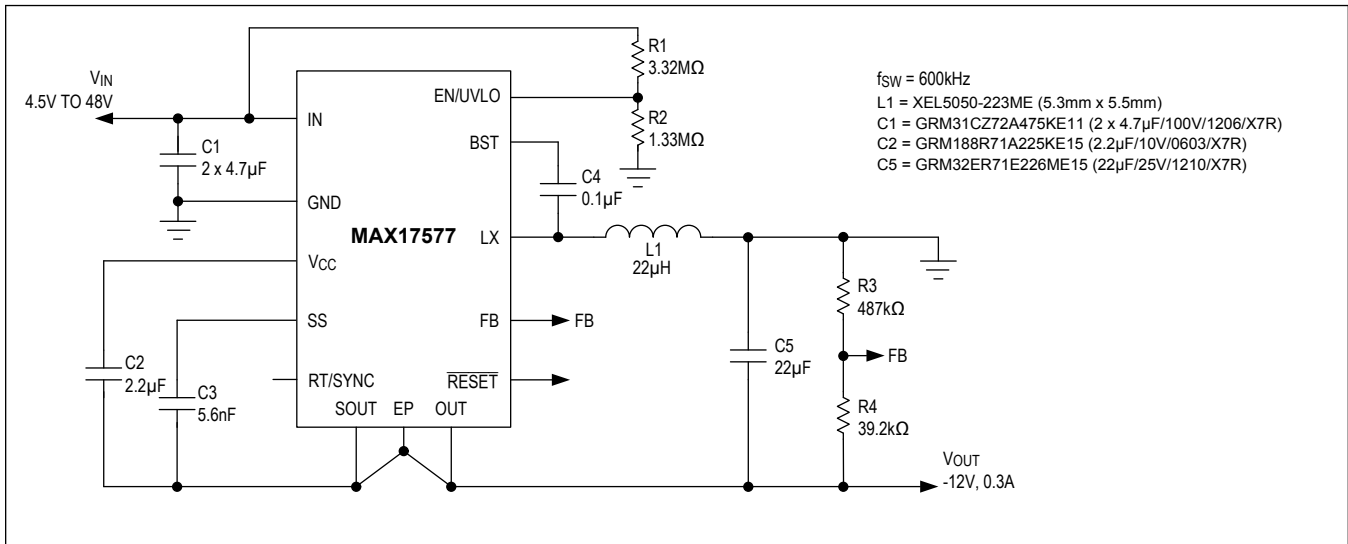 VIN
4.5V TO 48V
C1
2 x 4.7µF
IN
GND
VCC
SS
RT/SYNC
SOUT
EP
OUT
MAX17577
EN/UVLO
BST
LX
FB
RESET
FB
R1
3.32MΩ
R2
1.33MΩ
C4
0.1µF
L1
22µH
C2
2.2µF
C3
5.6nF
C5
22µF
R3
487kΩ
FB
R4
39.2kΩ
VOUT
-12V, 0.3A
fSW = 600kHz
L1 = XEL5050-223ME (5.3mm x 5.5mm)
C1 = GRM31CZ72A475KE11 (2 x 4.7µF/100V/1206/X7R)
C2 = GRM188R71A225KE15 (2.2µF/10V/0603/X7R)
C5 = GRM32ER71E226ME15 (22µF/25V/1210/X7R)